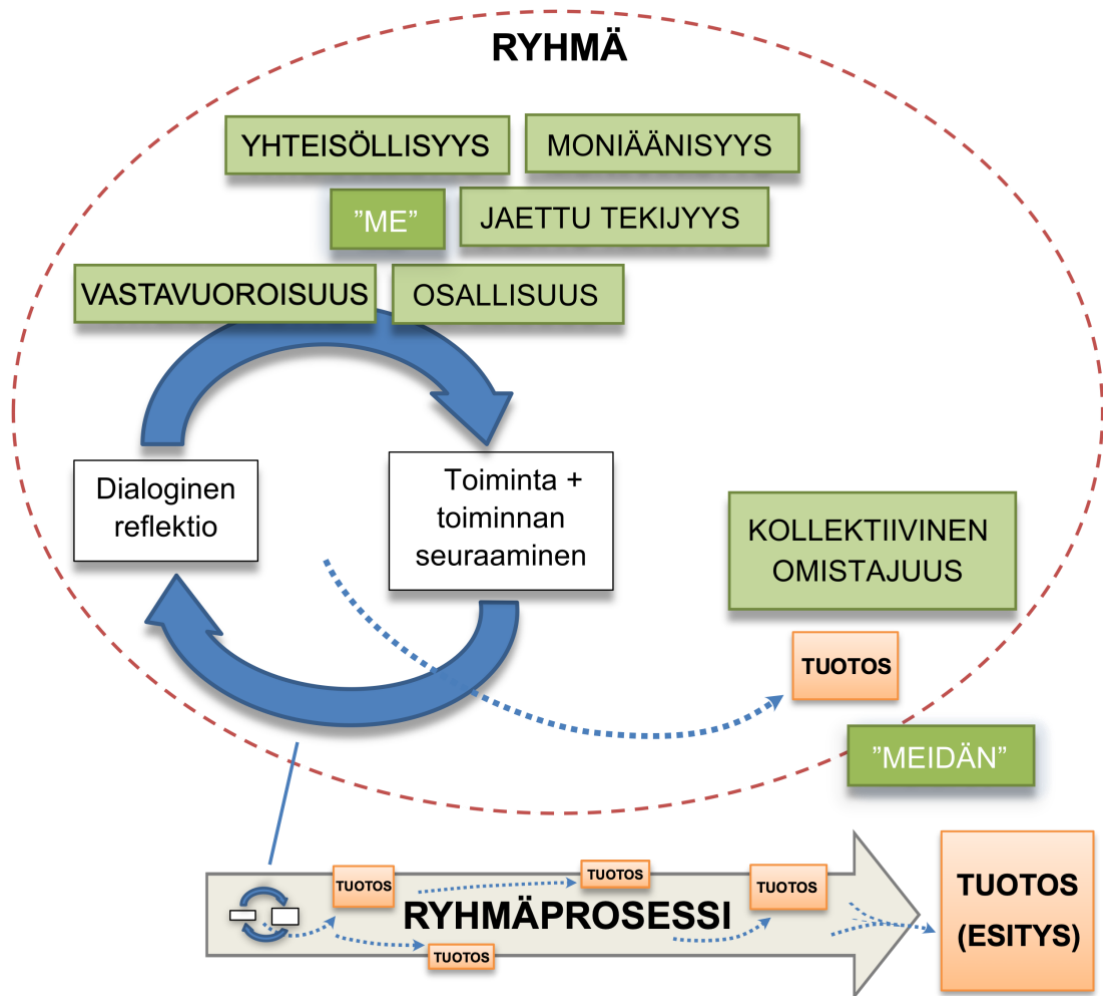 RYHMÄ
YHTEISÖLLISYYS
MONIÄÄNISYYS
”ME”
JAETTU TEKIJYYS
VASTAVUOROISUUS
OSALLISUUS
Dialoginen
reflektio
Toiminta +
toiminnan
seuraaminen
KOLLEKTIIVINEN
OMISTAJUUS
TUOTOS
”MEIDÄN”
TUOTOS
TUOTOS
TUOTOS
RYHMÄPROSESSI
TUOTOS
TUOTOS
(ESITYS)